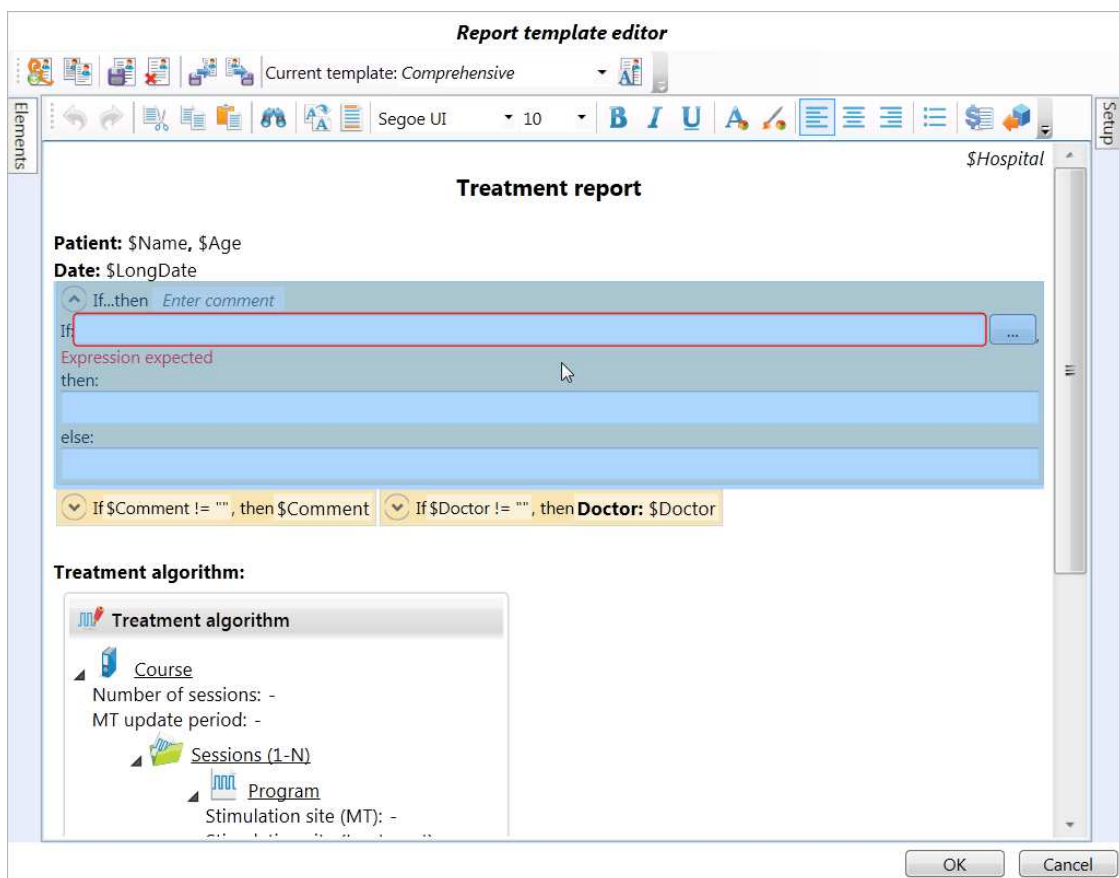 Report template editor
Current template: Comprehensive
Elements
Segoe UI 10 B I U A
Setup
$Hospital
Treatment report
Patient: $Name, $Age
Date: $LongDate
If...then Enter comment
If: ... ,
Expression expected
then:
else:
If $Comment != "" , then $Comment If $Doctor != "" , then Doctor: $Doctor
Treatment algorithm:
Treatment algorithm
Course
Number of sessions: -
MT update period: -
Sessions (1-N)
Program
Stimulation site (MT): -
OK Cancel